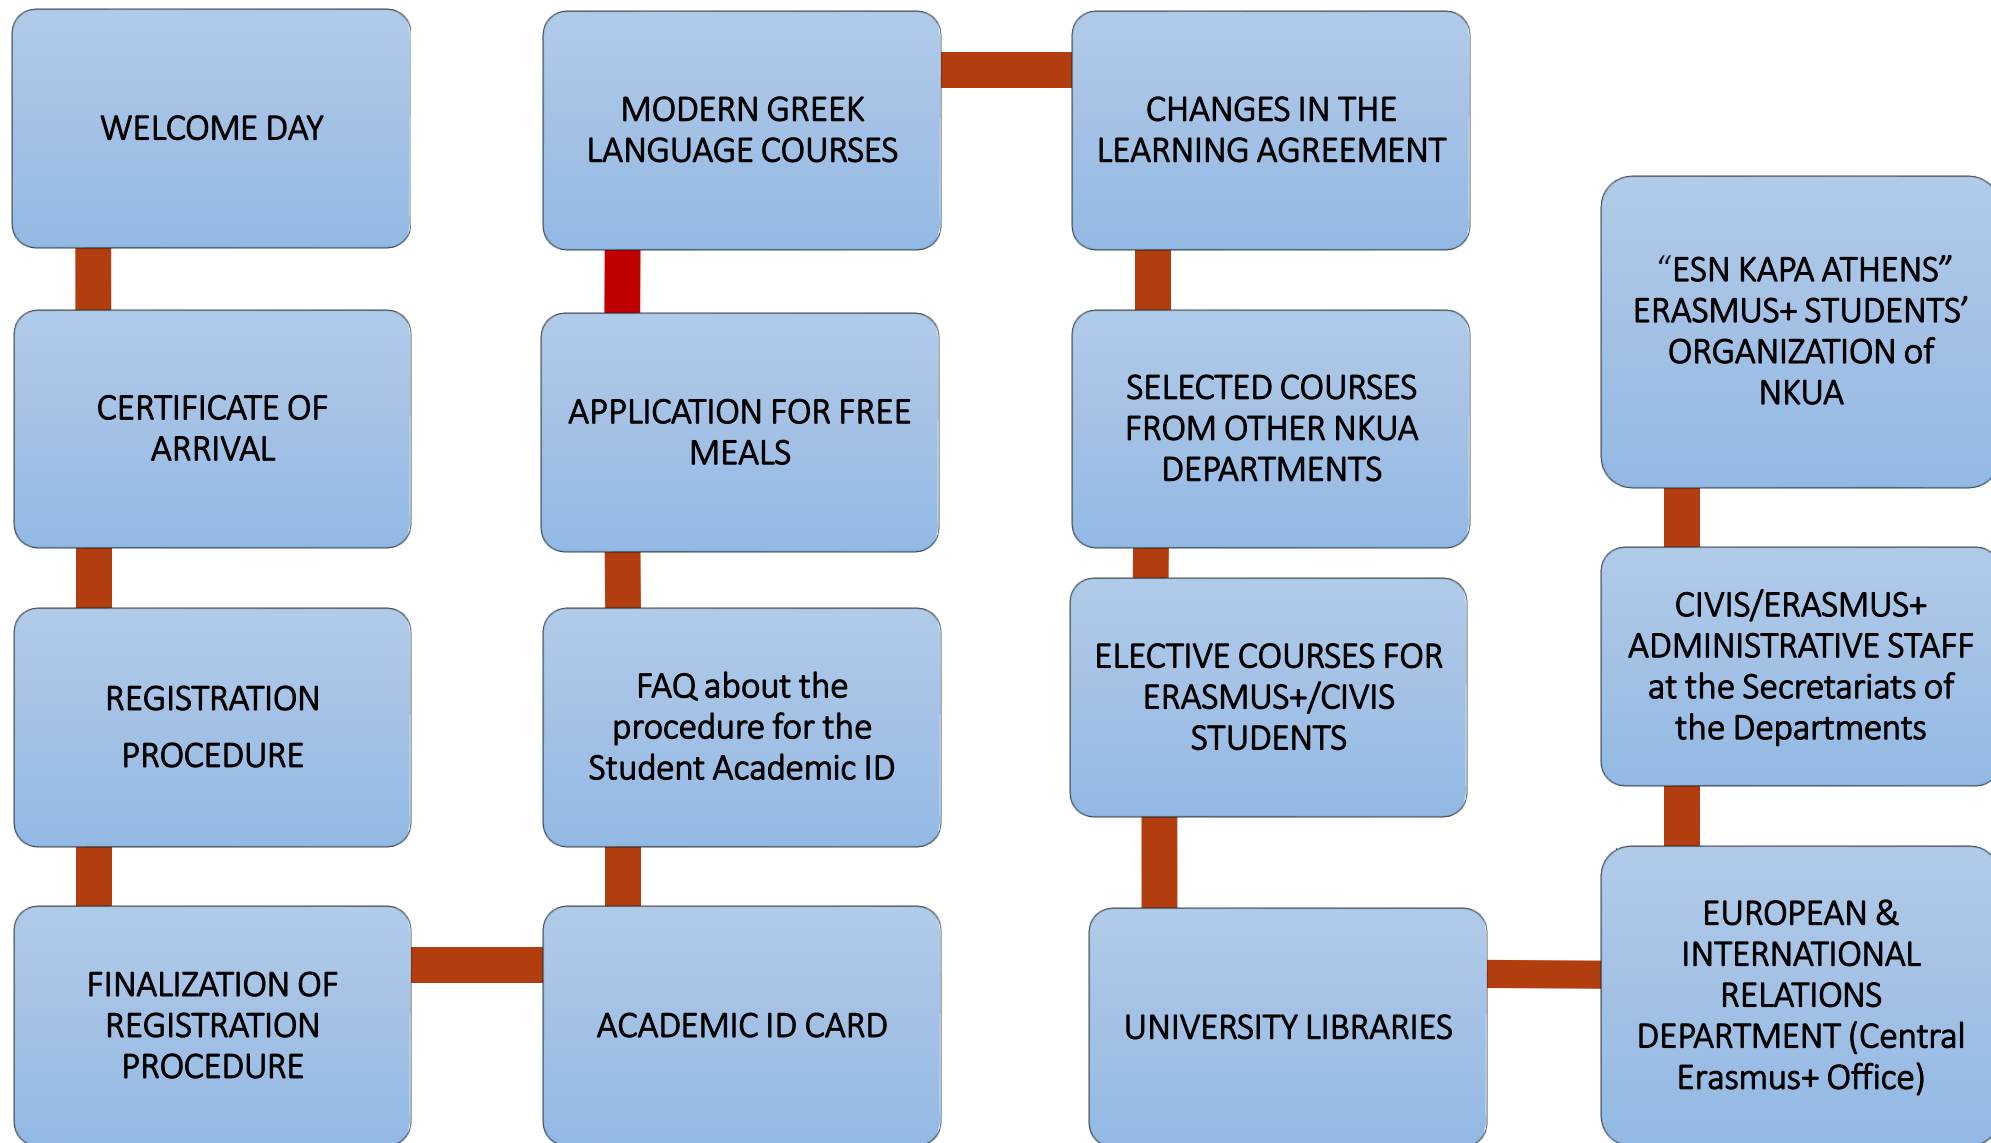 WELCOME DAY
CERTIFICATE OF
ARRIVAL
REGISTRATION
PROCEDURE
FINALIZATION OF
REGISTRATION
PROCEDURE
ACADEMIC ID CARD
FAQ about the
procedure for the
Student Academic ID
APPLICATION FOR FREE
MEALS
MODERN GREEK
LANGUAGE COURSES
CHANGES IN THE
LEARNING AGREEMENT
SELECTED COURSES
FROM OTHER NKUA
DEPARTMENTS
ELECTIVE COURSES FOR
ERASMUS+/CIVIS
STUDENTS
UNIVERSITY LIBRARIES
EUROPEAN &
INTERNATIONAL
RELATIONS
DEPARTMENT (Central
Erasmus+ Office)
CIVIS/ERASMUS+
ADMINISTRATIVE STAFF
at the Secretariats of
the Departments
“ESN KAPA ATHENS”
ERASMUS+ STUDENTS’
ORGANIZATION of
NKUA